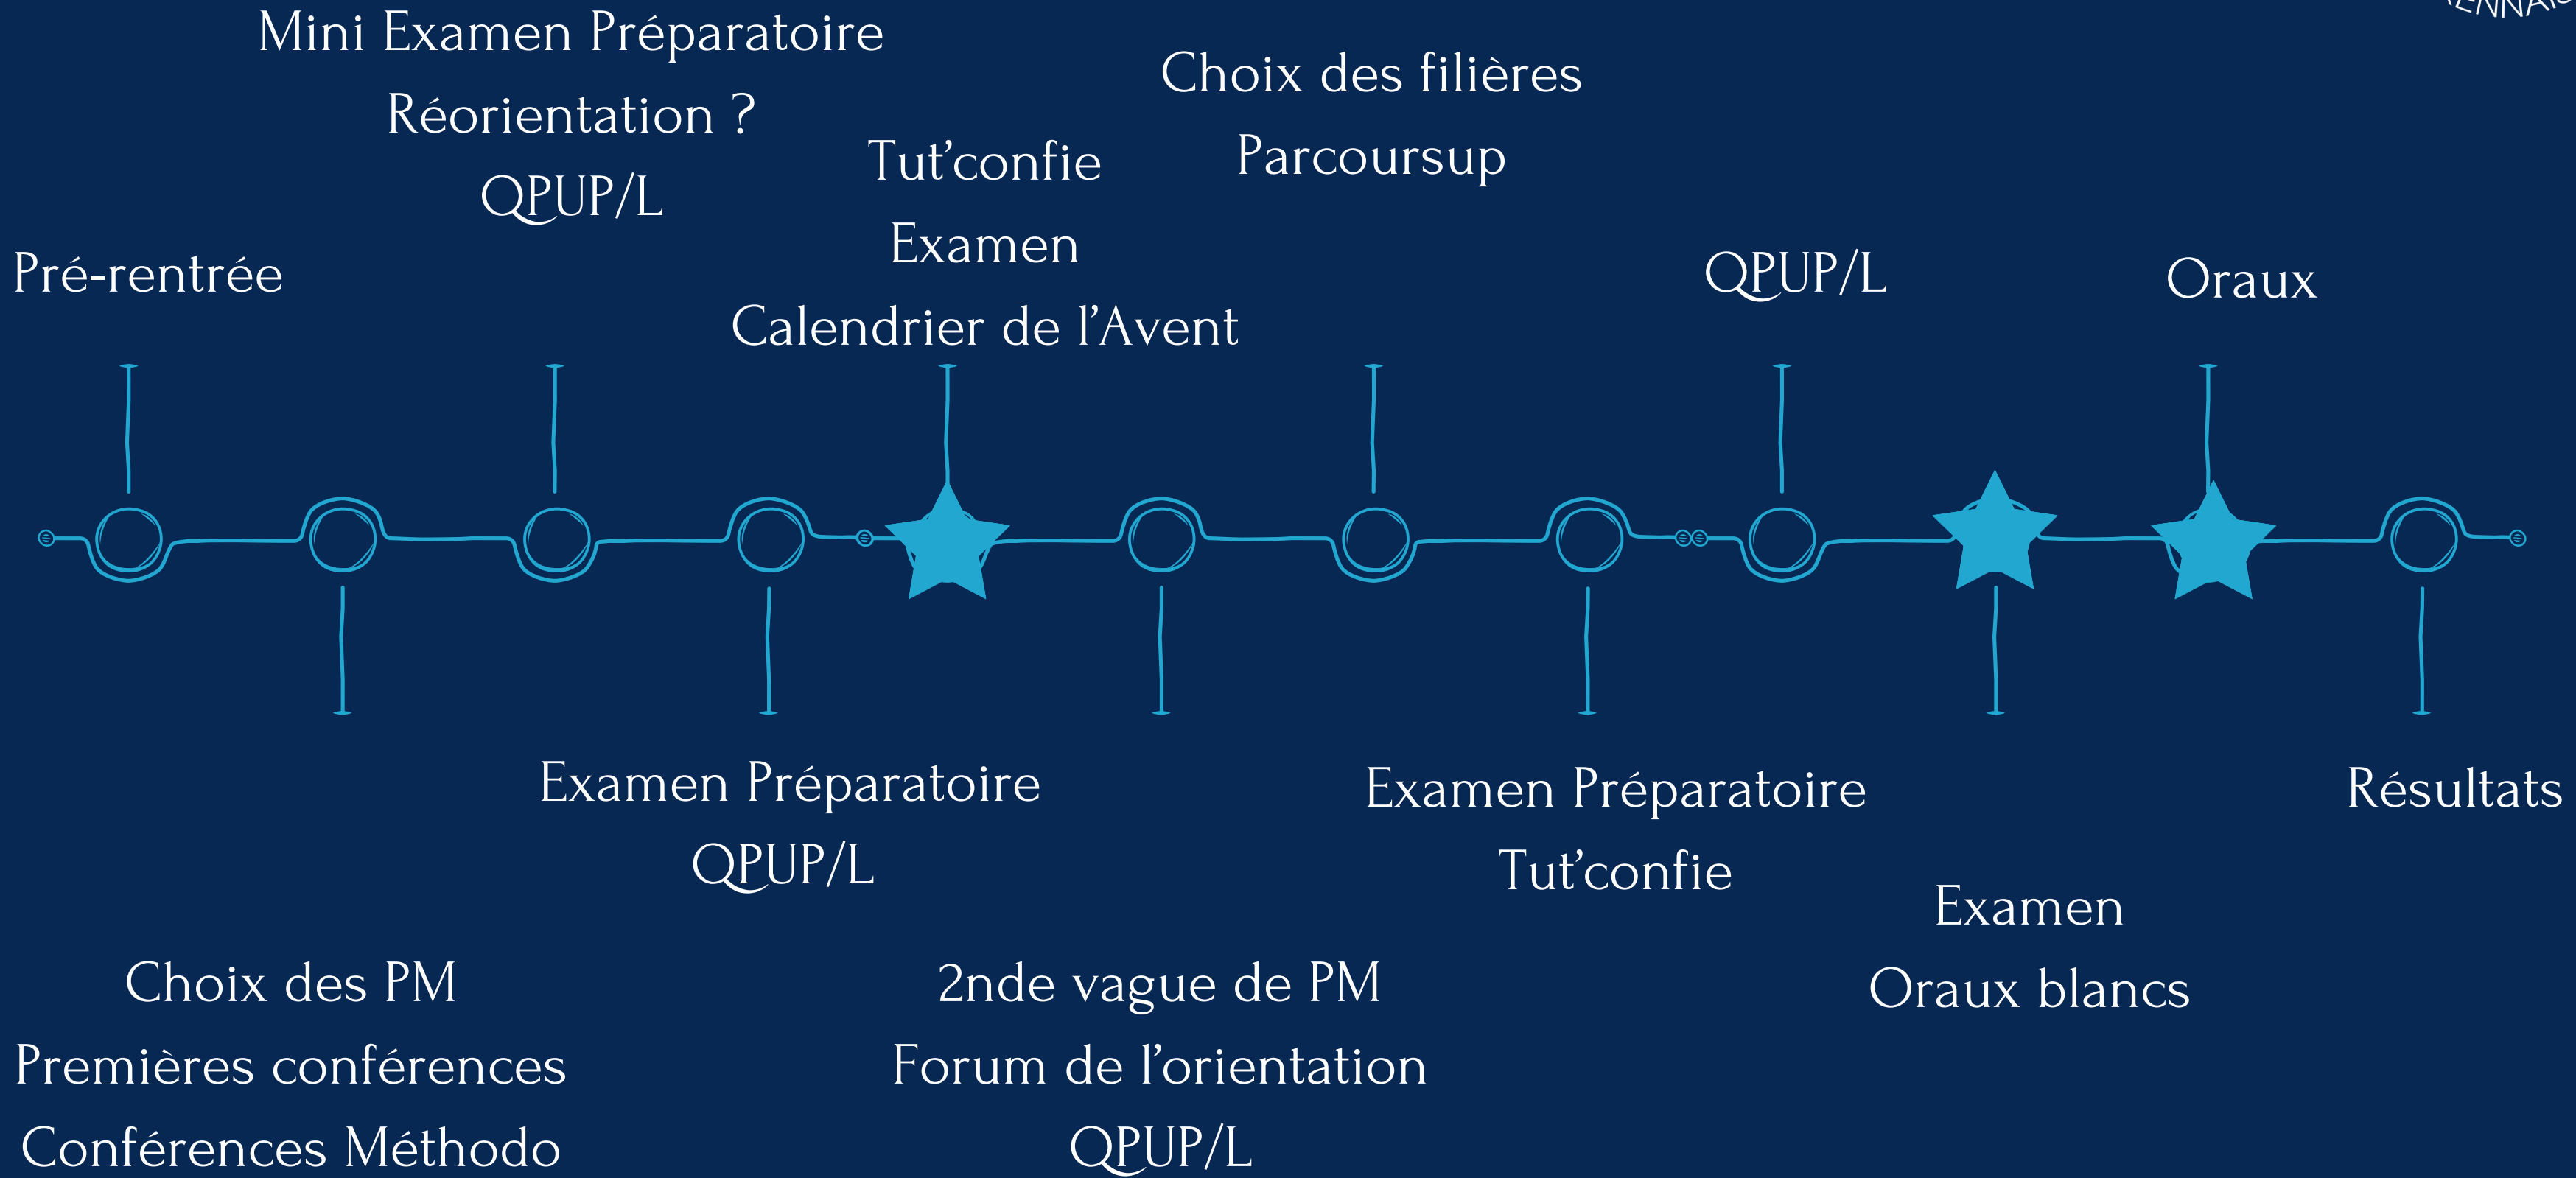 Mini Examen Préparatoire
Réorientation ?
QPUP/L
Choix des filières
Parcoursup
Tut’confie
Examen
Calendrier de l’Avent
Pré-rentrée
QPUP/L
Oraux
Examen Préparatoire
QPUP/L
Examen Préparatoire
Tut’confie
Résultats
Examen
Oraux blancs
Choix des PM
Premières conférences
Conférences Méthodo
2nde vague de PM
Forum de l’orientation
QPUP/L